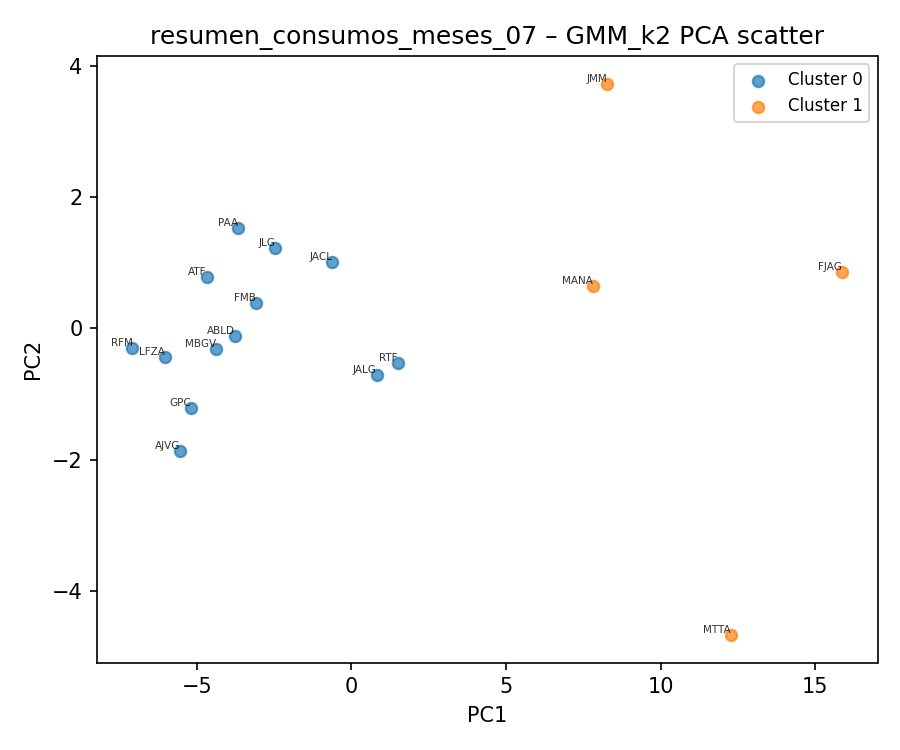 resumen_consumos_meses_07 – GMM_k2 PCA scatter
Cluster 0
Cluster 1
4
2
0
−2
−4
PC2
JMM
FJAG
MANA
PAA
JLG
JACL
ATF
FMB
ABLD
MBGV
RFM
LFZA
RTF
JALG
GPC
AJVG
MTTA
−5
0
5
10
15
PC1